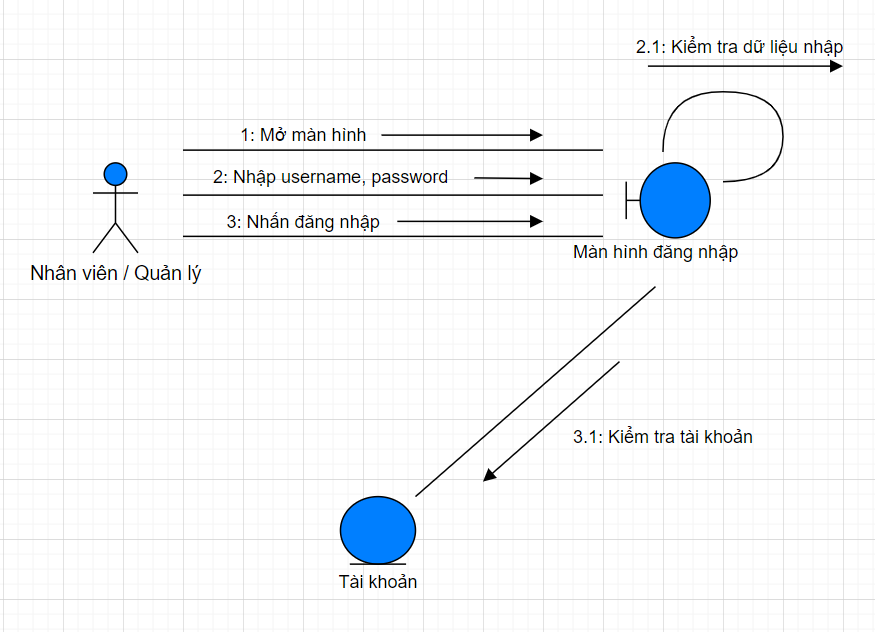 2.1: Kiểm tra dữ liệu nhập
1: Mở màn hình
2: Nhập username, password
3: Nhấn đăng nhập
Màn hình đăng nhập
Nhân viên / Quản lý
3.1: Kiểm tra tài khoản
Tài khoản